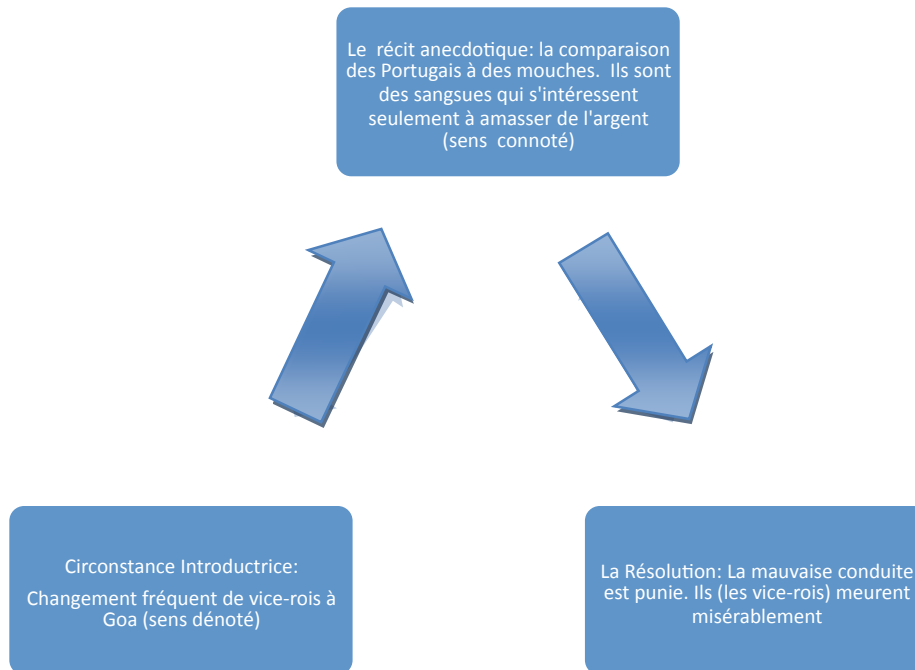 Le récit anecdotique: la comparaison
des Portugais à des mouches. Ils sont
des sangsues qui s'intéressent
seulement à amasser de l'argent
(sens connoté)
Circonstance Introductrice:
Changement fréquent de vice-rois à
Goa (sens dénoté)
La Résolution: La mauvaise conduite
est punie. Ils (les vice-rois) meurent
misérablement